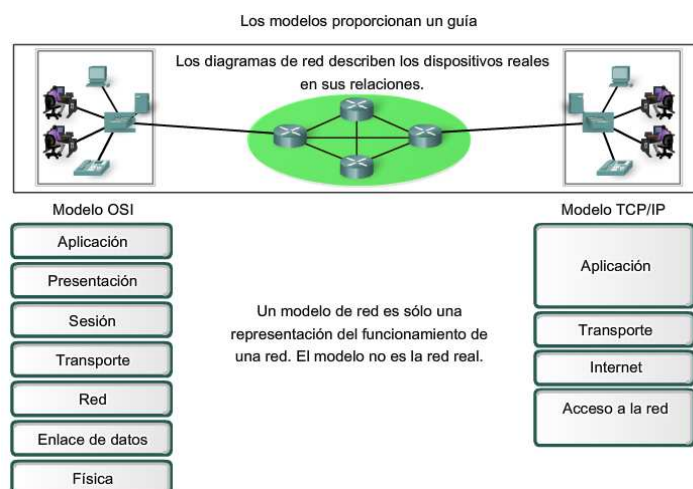 Los modelos proporcionan un guía
Los diagramas de red describen los dispositivos reales
en sus relaciones.
Modelo OSI
Aplicación
Presentación
Sesión
Transporte
Red
Enlace de datos
Física
Un modelo de red es sólo una
representación del funcionamiento de
una red. El modelo no es la red real.
Modelo TCP/IP
Aplicación
Transporte
Internet
Acceso a la red